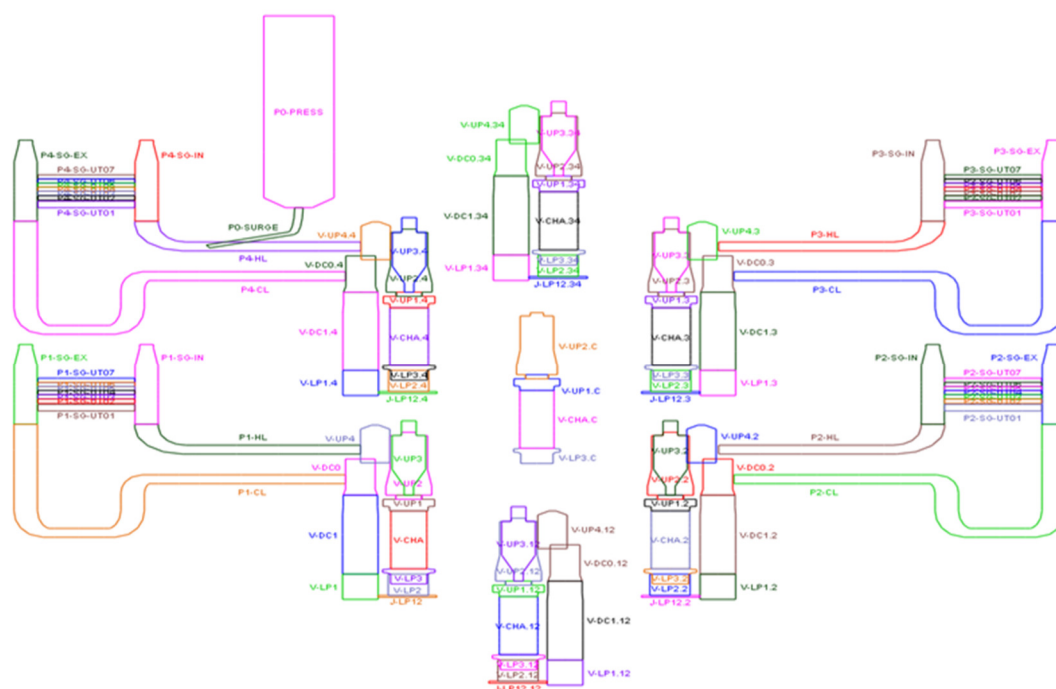 PO-PRESS
PO-SURGE
P4-SG-EX
P4-SG-IN
P4-SG-UT07
P4-SG-UT01
P4-HL
P4-CL
V-UP4.4
V-UP3.4
V-DC0.4
V-UP2.4
V-UP1.4
V-DC1.4
V-CHA.4
V-LP3.4
V-LP1.4
V-LP2.4
J-LP12.4
V-UP4.34
V-UP3.34
V-DC0.34
V-UP2.34
V-UP1.34
V-DC1.34
V-CHA.34
V-LP3.34
V-LP1.34
V-LP2.34
J-LP12.34
P3-SG-IN
P3-SG-EX
P3-SG-UT07
P3-SG-UT01
P3-HL
P3-CL
V-UP4.3
V-UP3.3
V-DC0.3
V-UP2.3
V-UP1.3
V-DC1.3
V-CHA.3
V-LP3.3
V-LP1.3
V-LP2.3
J-LP12.3
V-UP2.C
V-UP1.C
V-CHA.C
V-LP3.C
P1-SG-EX
P1-SG-IN
P1-SG-UT07
P1-SG-UT01
P1-HL
P1-CL
V-UP4
V-UP3
V-DC0
V-UP2
V-UP1
V-DC1
V-CHA
V-LP3
V-LP1
V-LP2
J-LP12
P2-SG-IN
P2-SG-EX
P2-SG-UT07
P2-SG-UT01
P2-HL
P2-CL
V-UP4.2
V-UP3.2
V-DC0.2
V-UP2.2
V-UP1.2
V-DC1.2
V-CHA.2
V-LP3.2
V-LP1.2
V-LP2.2
J-LP12.2
V-UP4.12
V-UP3.12
V-DC0.12
V-UP2.12
V-UP1.12
V-DC1.12
V-CHA.12
V-LP3.12
V-LP1.12
V-LP2.12
J-LP12.12